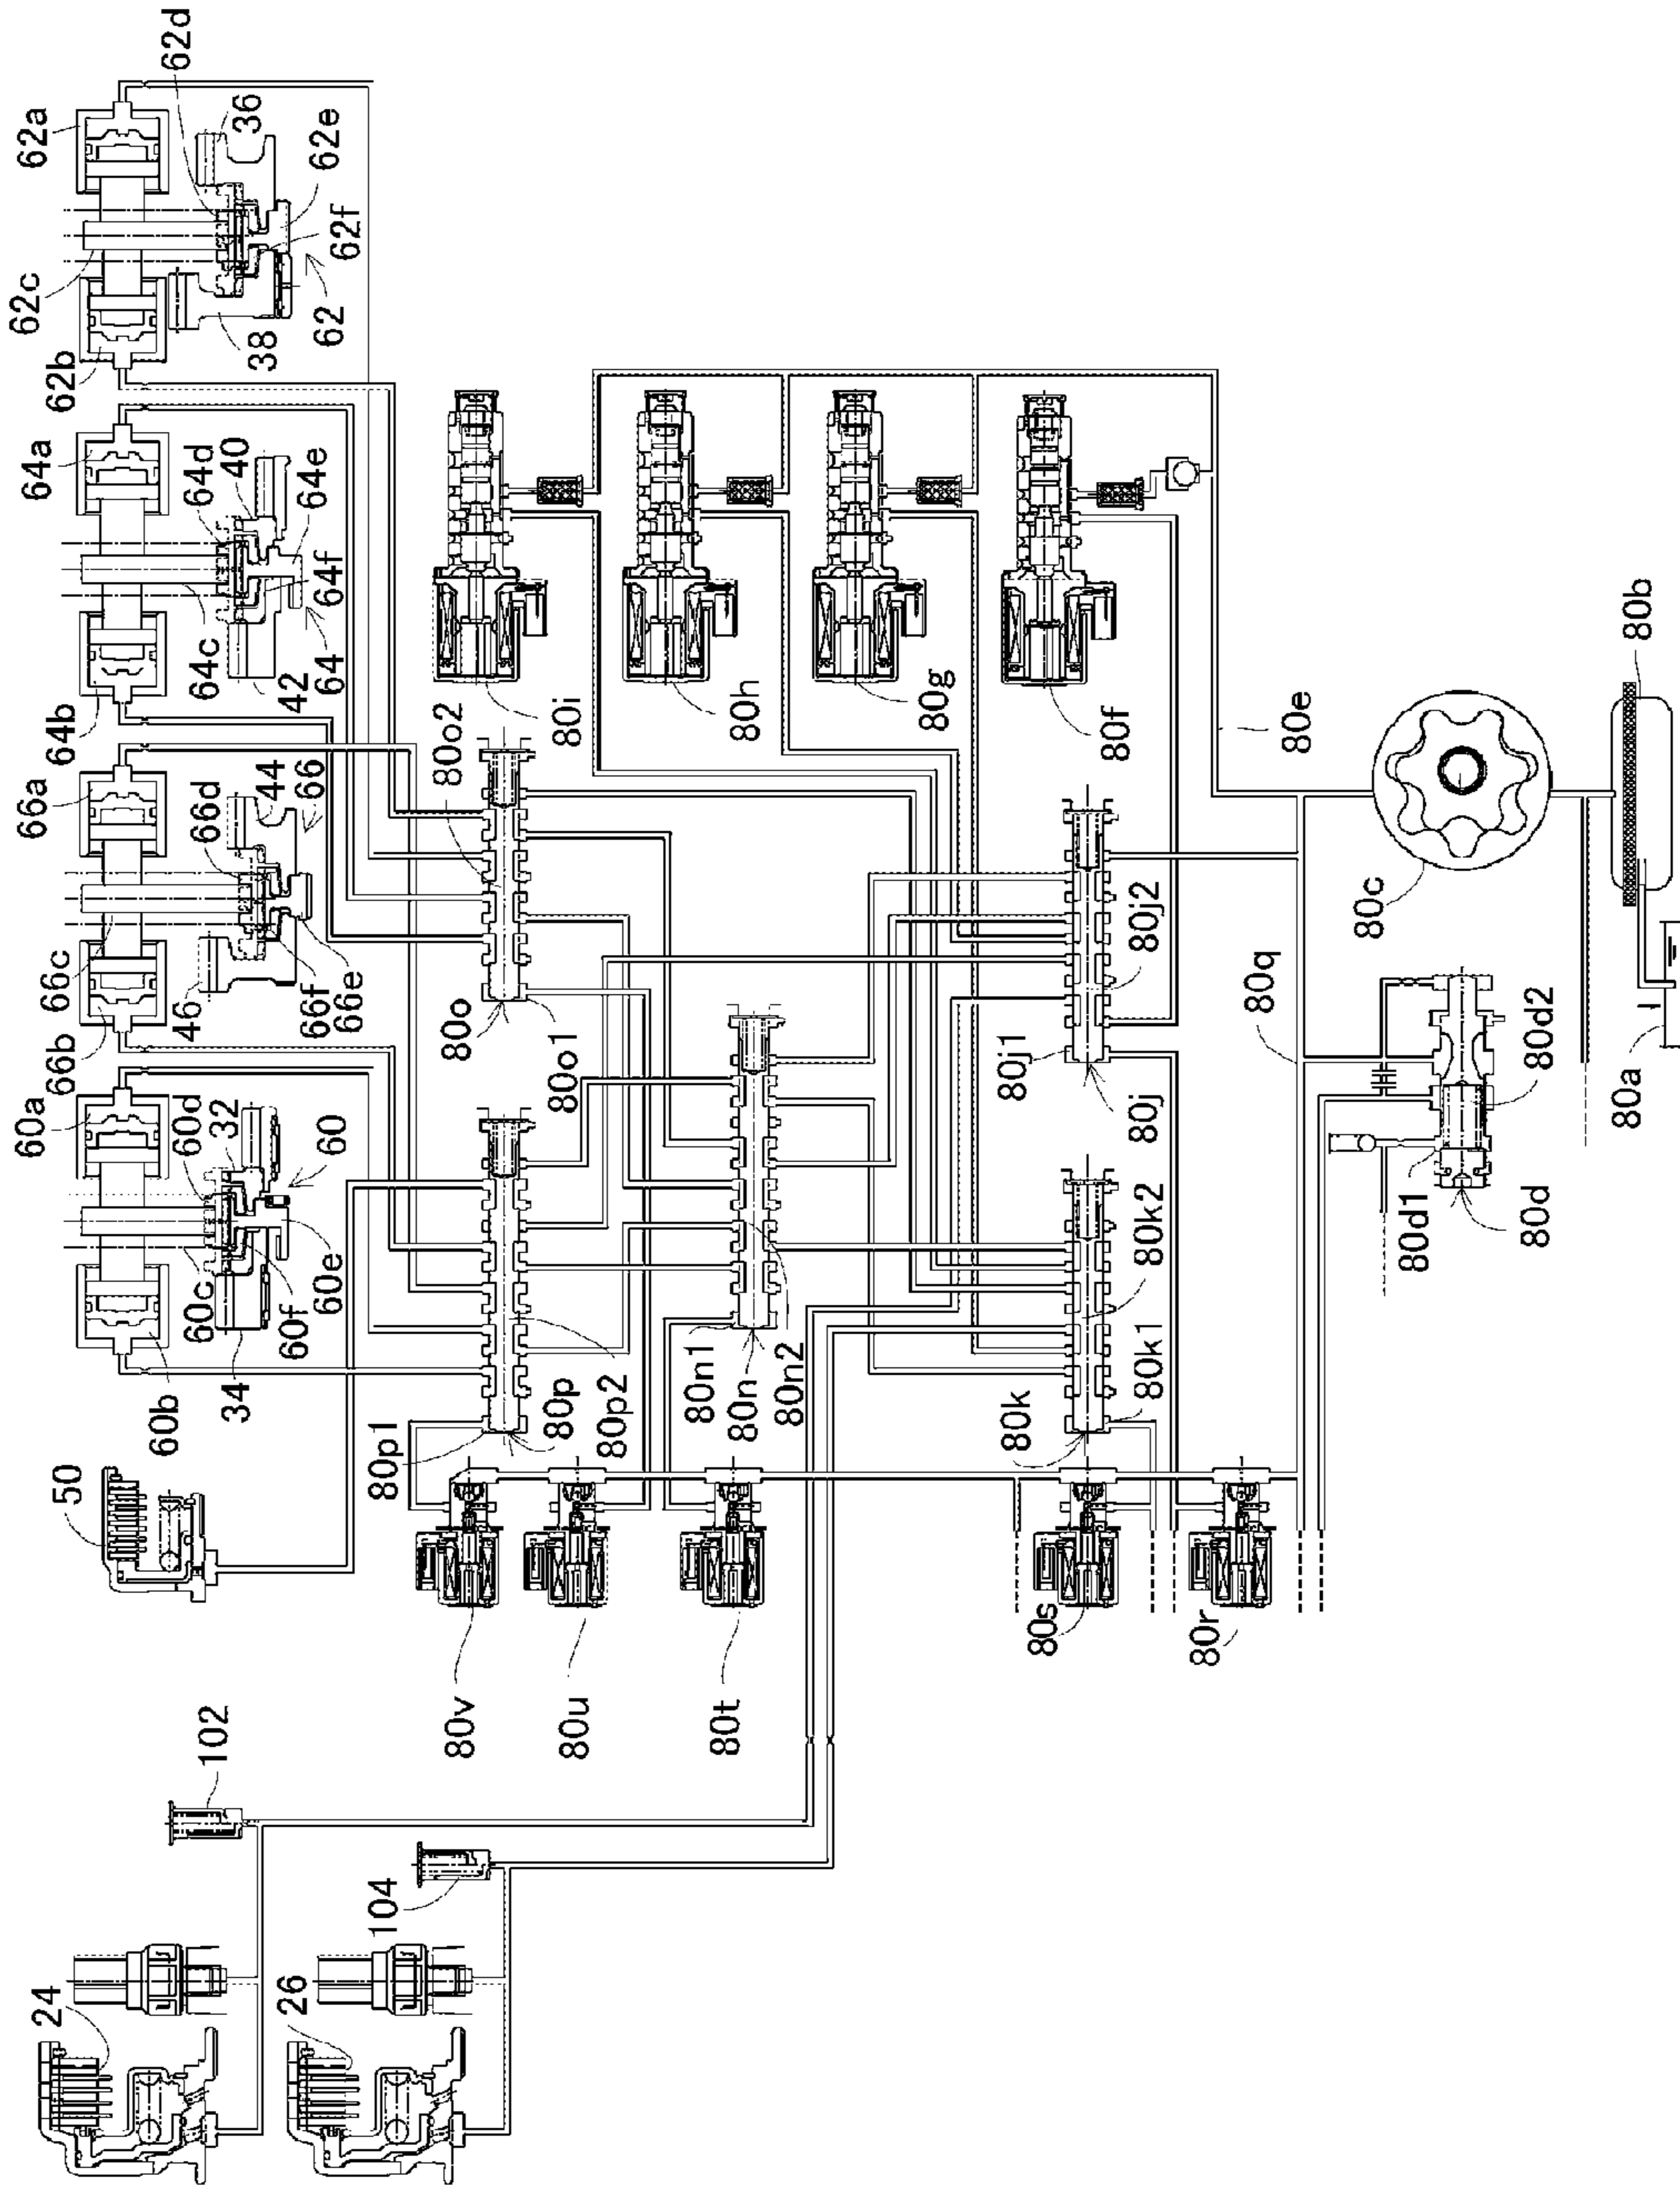 62a
62d
36
62e
62f
62
62c
38
62b
64a
64d
40
64e
64f
64
64c
42
64b
66a
66d
44
66
66c
66f
66e
46
66b
60a
60d
32
60
60c
60f
60e
34
60b
50
80i
80h
80g
80f
80e
80o2
80o
80o1
80p2
80p
80p1
80n1
80n
80n2
80j2
80j1
80j
80k2
80k1
80k
80q
80c
80b
80a
80d2
80d1
80d
80v
80u
80t
80s
80r
102
104
24
26